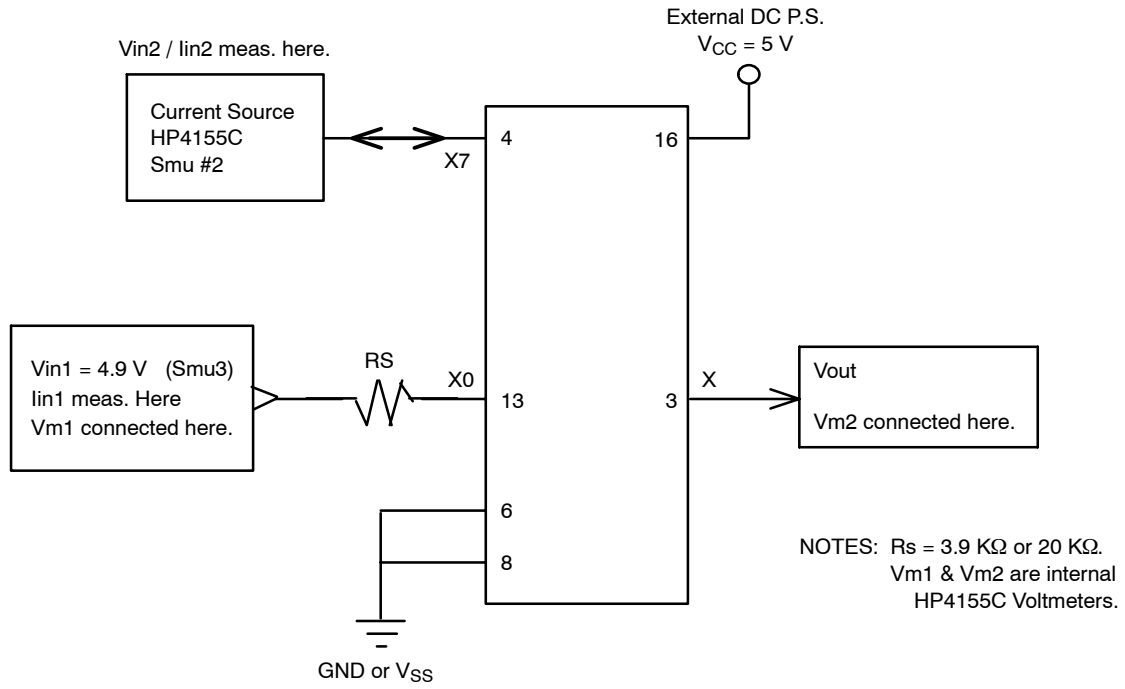 External DC P.S.
VCC = 5 V
Vin2 / Iin2 meas. here.
Current Source
HP4155C
Smu #2
X7
4
16
Vin1 = 4.9 V (Smu3)
Iin1 meas. Here
Vm1 connected here.
RS
X0
13
3
X
Vout
Vm2 connected here.
6
8
GND or VSS
NOTES: Rs = 3.9 KΩ or 20 KΩ.
Vm1 & Vm2 are internal
HP4155C Voltmeters.